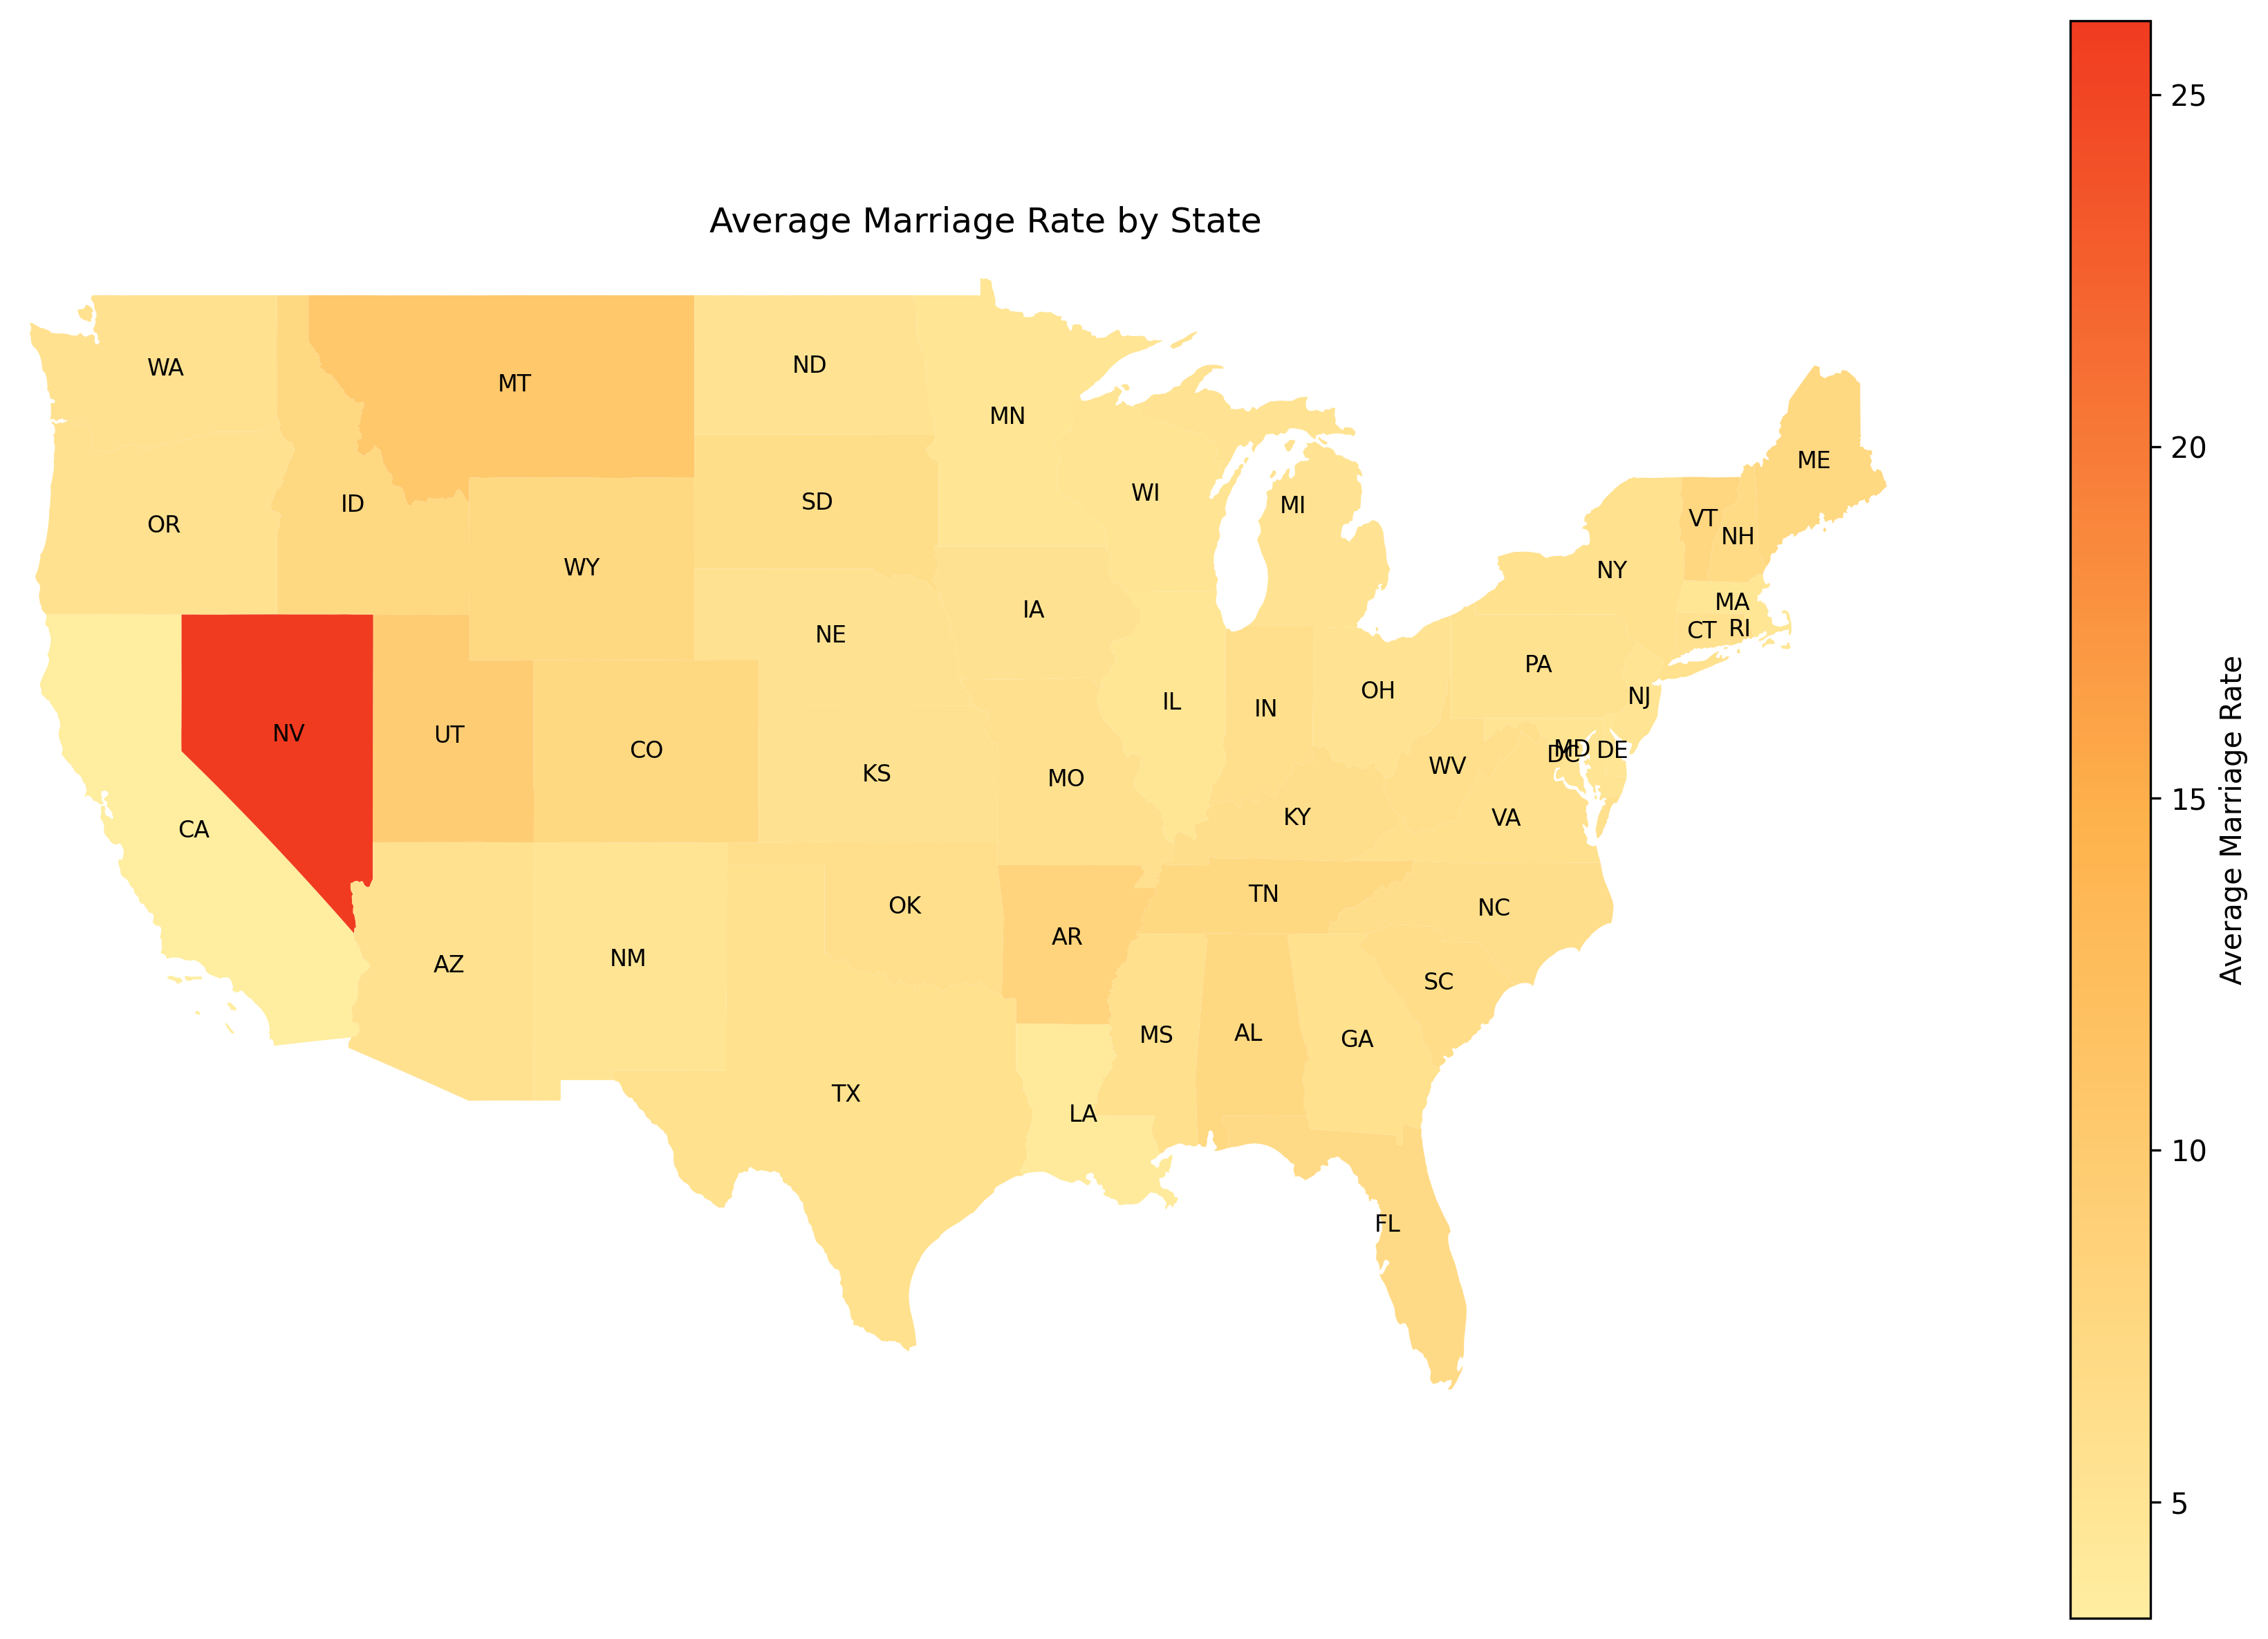 Average Marriage Rate by State
WA
MT
ND
MN
ME
OR
ID
SD
WI
MI
VT
NH
WY
NY
IA
MA
NE
CT
RI
PA
OH
NJ
NV
UT
CO
KS
MO
IL
IN
WV
DC
MD
DE
CA
KY
VA
OK
AR
TN
NC
AZ
NM
SC
MS
AL
GA
TX
LA
FL
25
20
15
10
5
Average Marriage Rate